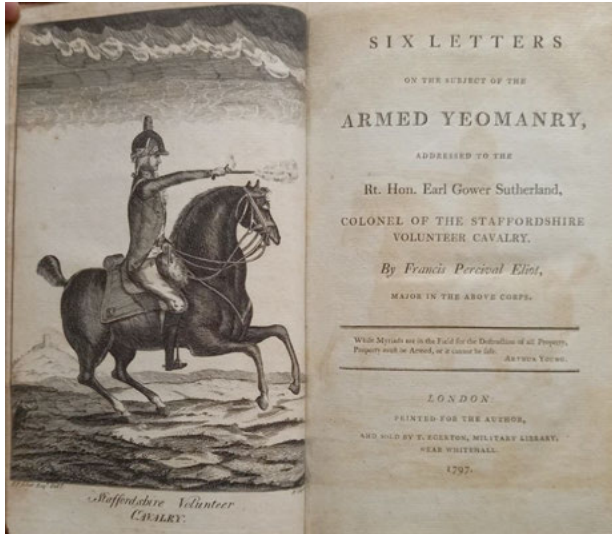 Staffordshire Volunteer
CAVALRY.
SIX LETTERS
ON THE SUBJECT OF THE
ARMED YEOMANRY,
ADDRESSED TO THE
Rt. Hon. Earl Gower Sutherland,
COLONEL OF THE STAFFORDSHIRE
VOLUNTEER CAVALRY.
By Francis Percival Eliot,
MAJOR IN THE ABOVE CORPS.
While Myriads are in the Field for the Destruction of all Property,
Property must be Armed, or it cannot be safe.
ARTHUR YOUNG.
LONDON:
PRINTED FOR THE AUTHOR,
AND SOLD BY T. EGERTON, MILITARY LIBRARY,
NEAR WHITEHALL.
1797.